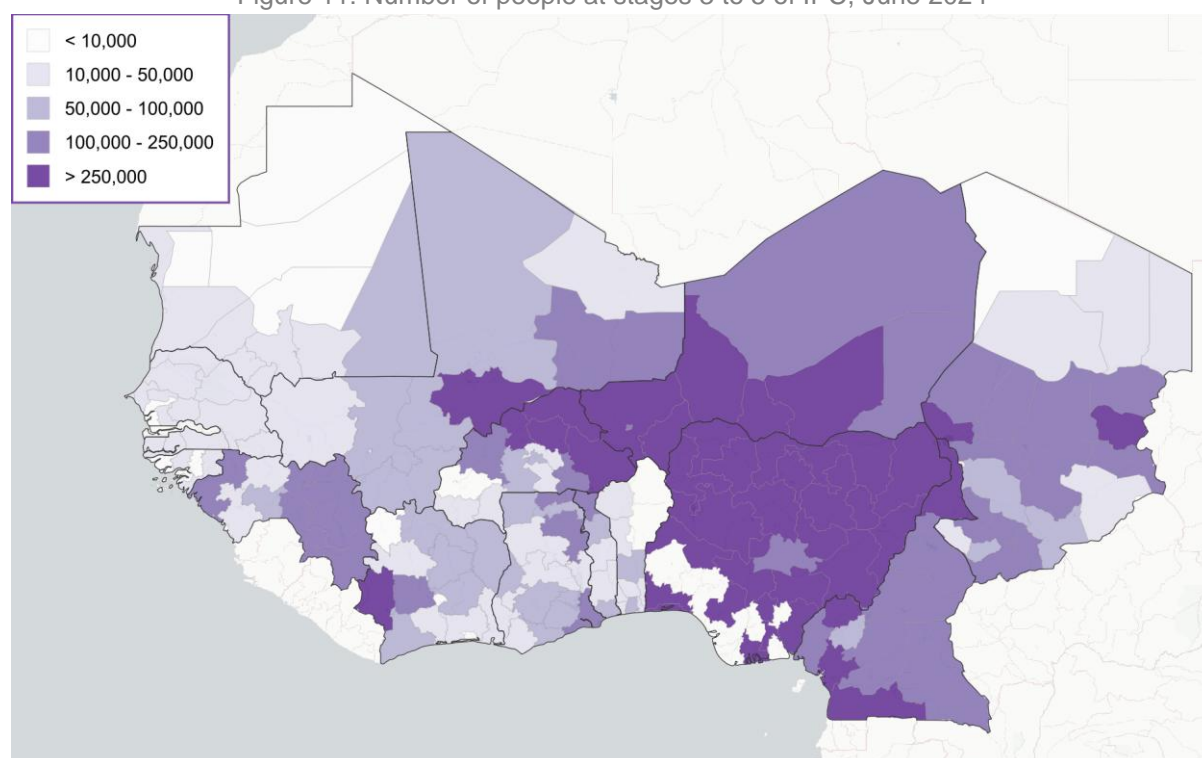 Figure 11: Number of people at stages 3 to 5 of IPC, June 2024
< 10,000
10,000 - 50,000
50,000 - 100,000
100,000 - 250,000
> 250,000